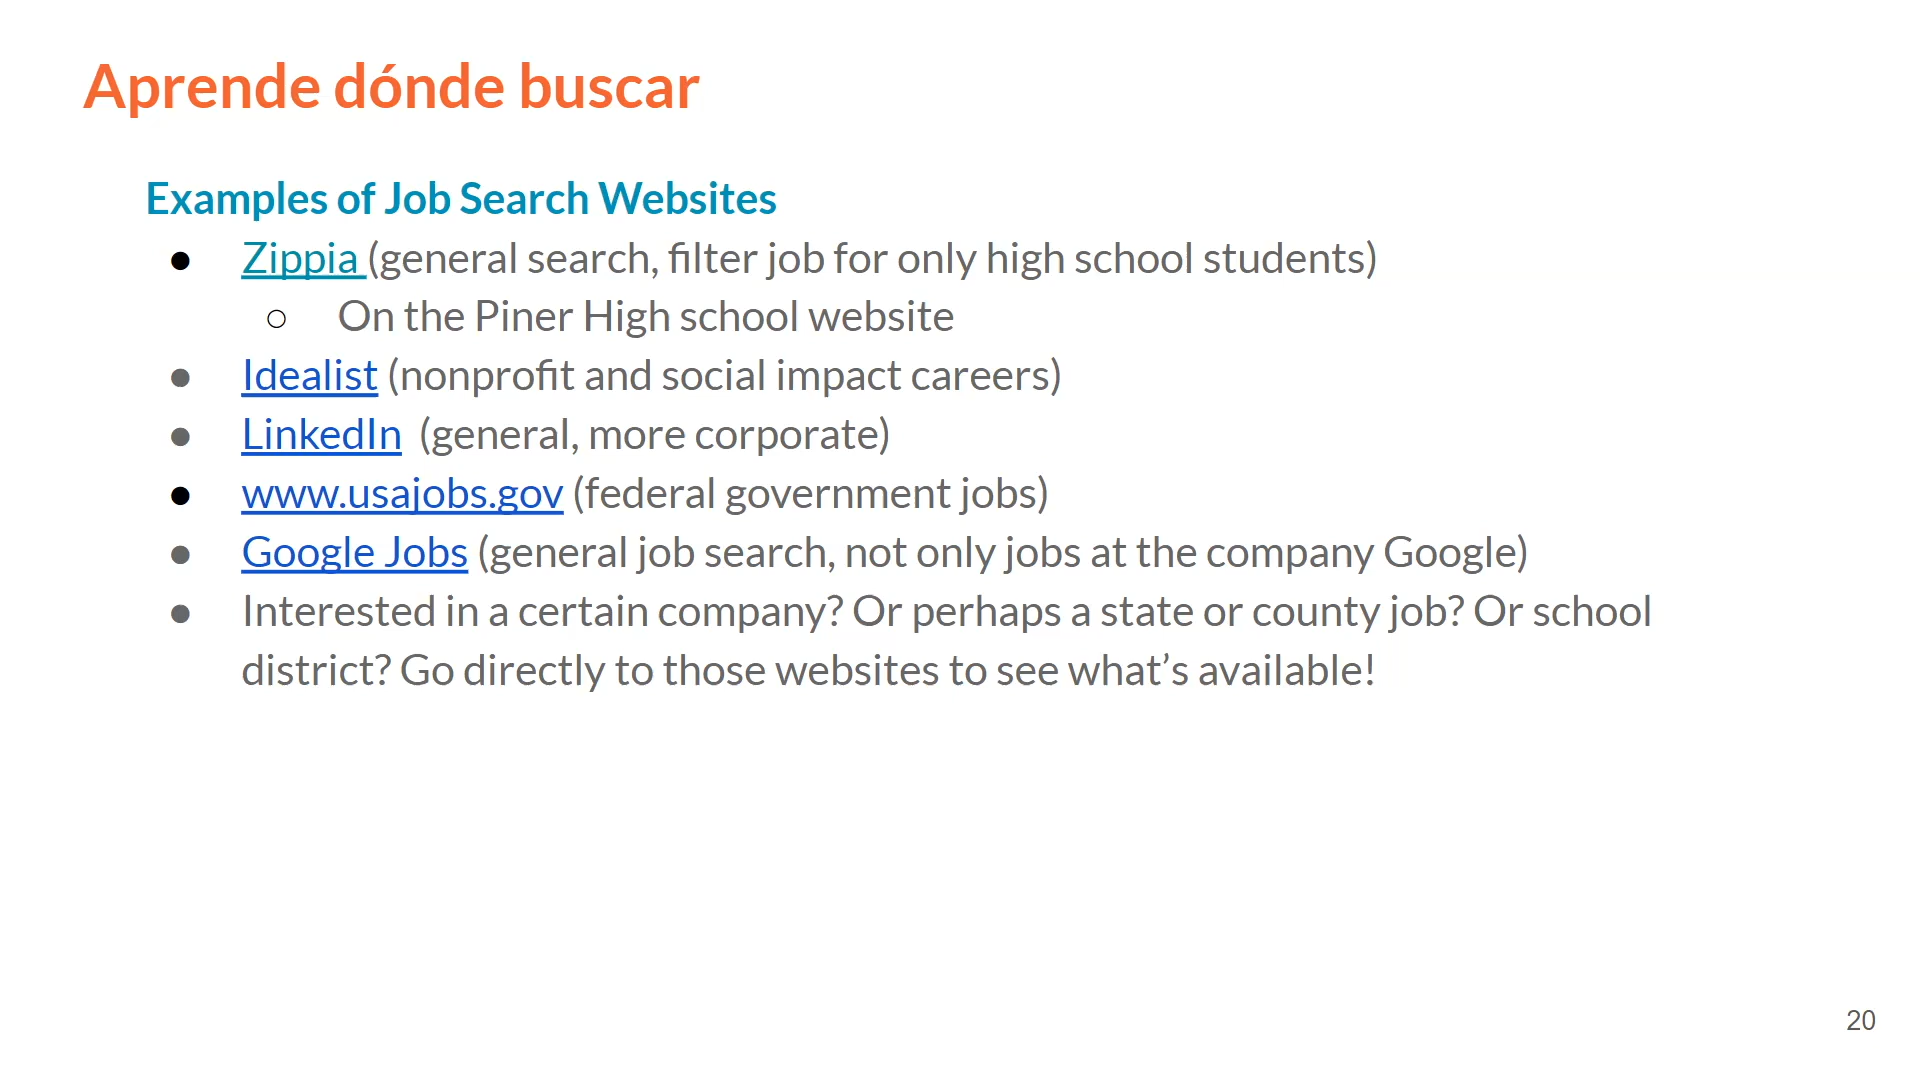 Aprende dónde buscar
Examples of Job Search Websites
● Zippia (general search, filter job for only high school students)
○ On the Piner High school website
● Idealist (nonprofit and social impact careers)
● LinkedIn (general, more corporate)
● www.usajobs.gov (federal government jobs)
● Google Jobs (general job search, not only jobs at the company Google)
● Interested in a certain company? Or perhaps a state or county job? Or school
district? Go directly to those websites to see what’s available!
20